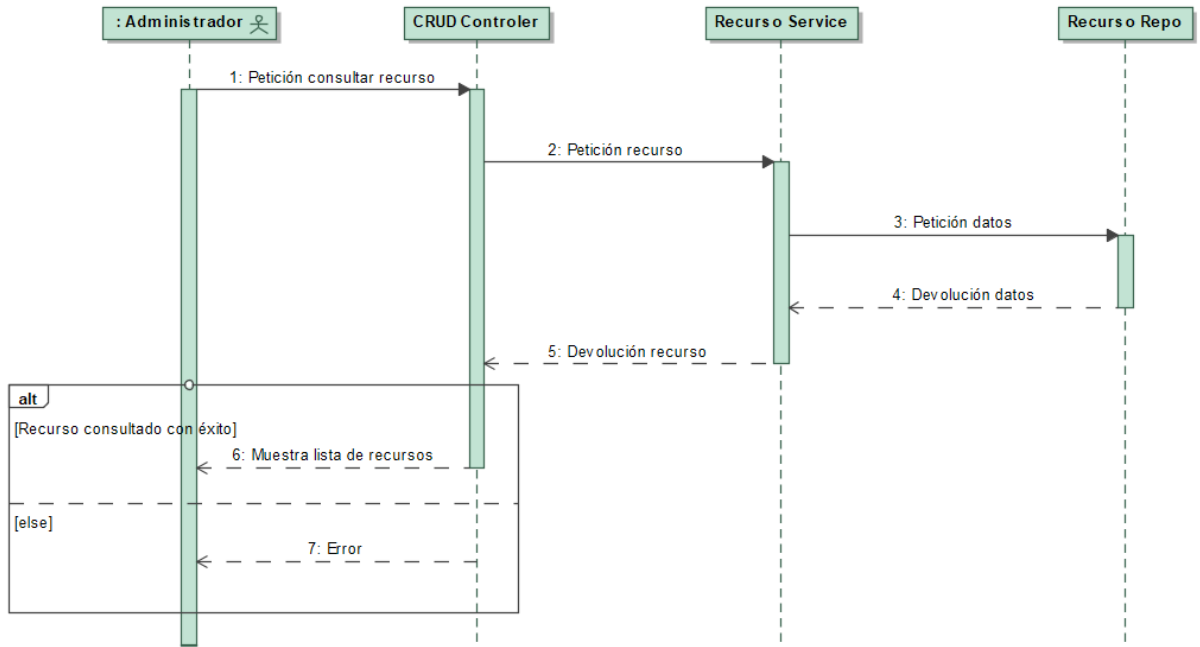 : Administrador
CRUD Controler
Recurso Service
Recurso Repo
1: Petición consultar recurso
2: Petición recurso
3: Petición datos
4: Devolución datos
5: Devolución recurso
alt
[Recurso consultado con éxito]
6: Muestra lista de recursos
[else]
7: Error